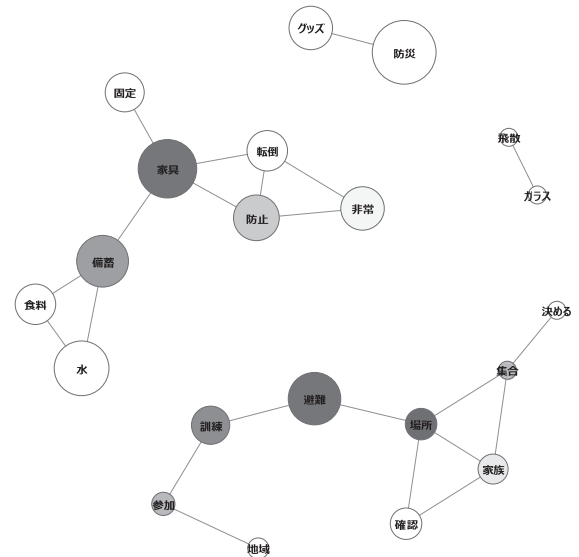 グッズ
防災
固定
飛散
転倒
家具
ガラス
非常
防止
備蓄
食料
決める
水
集合
避難
場所
訓練
家族
参加
確認
地域